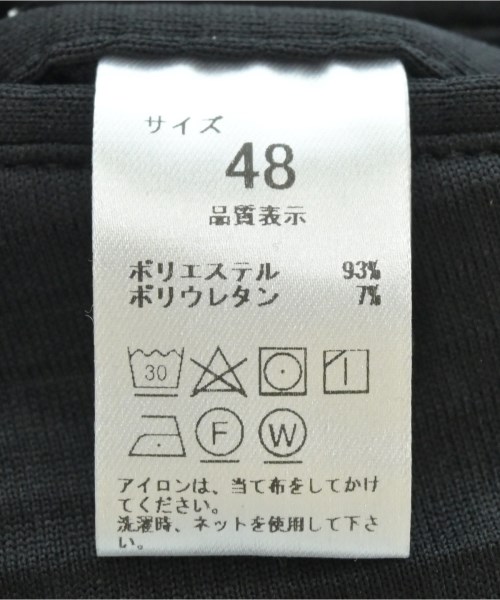 サイズ
48
品質表示
ポリエステル 93%
ポリウレタン 7%
30
F W
アイロンは、当て布をしてかけ
てください。
洗濯時、ネットを使用して下さ
い。